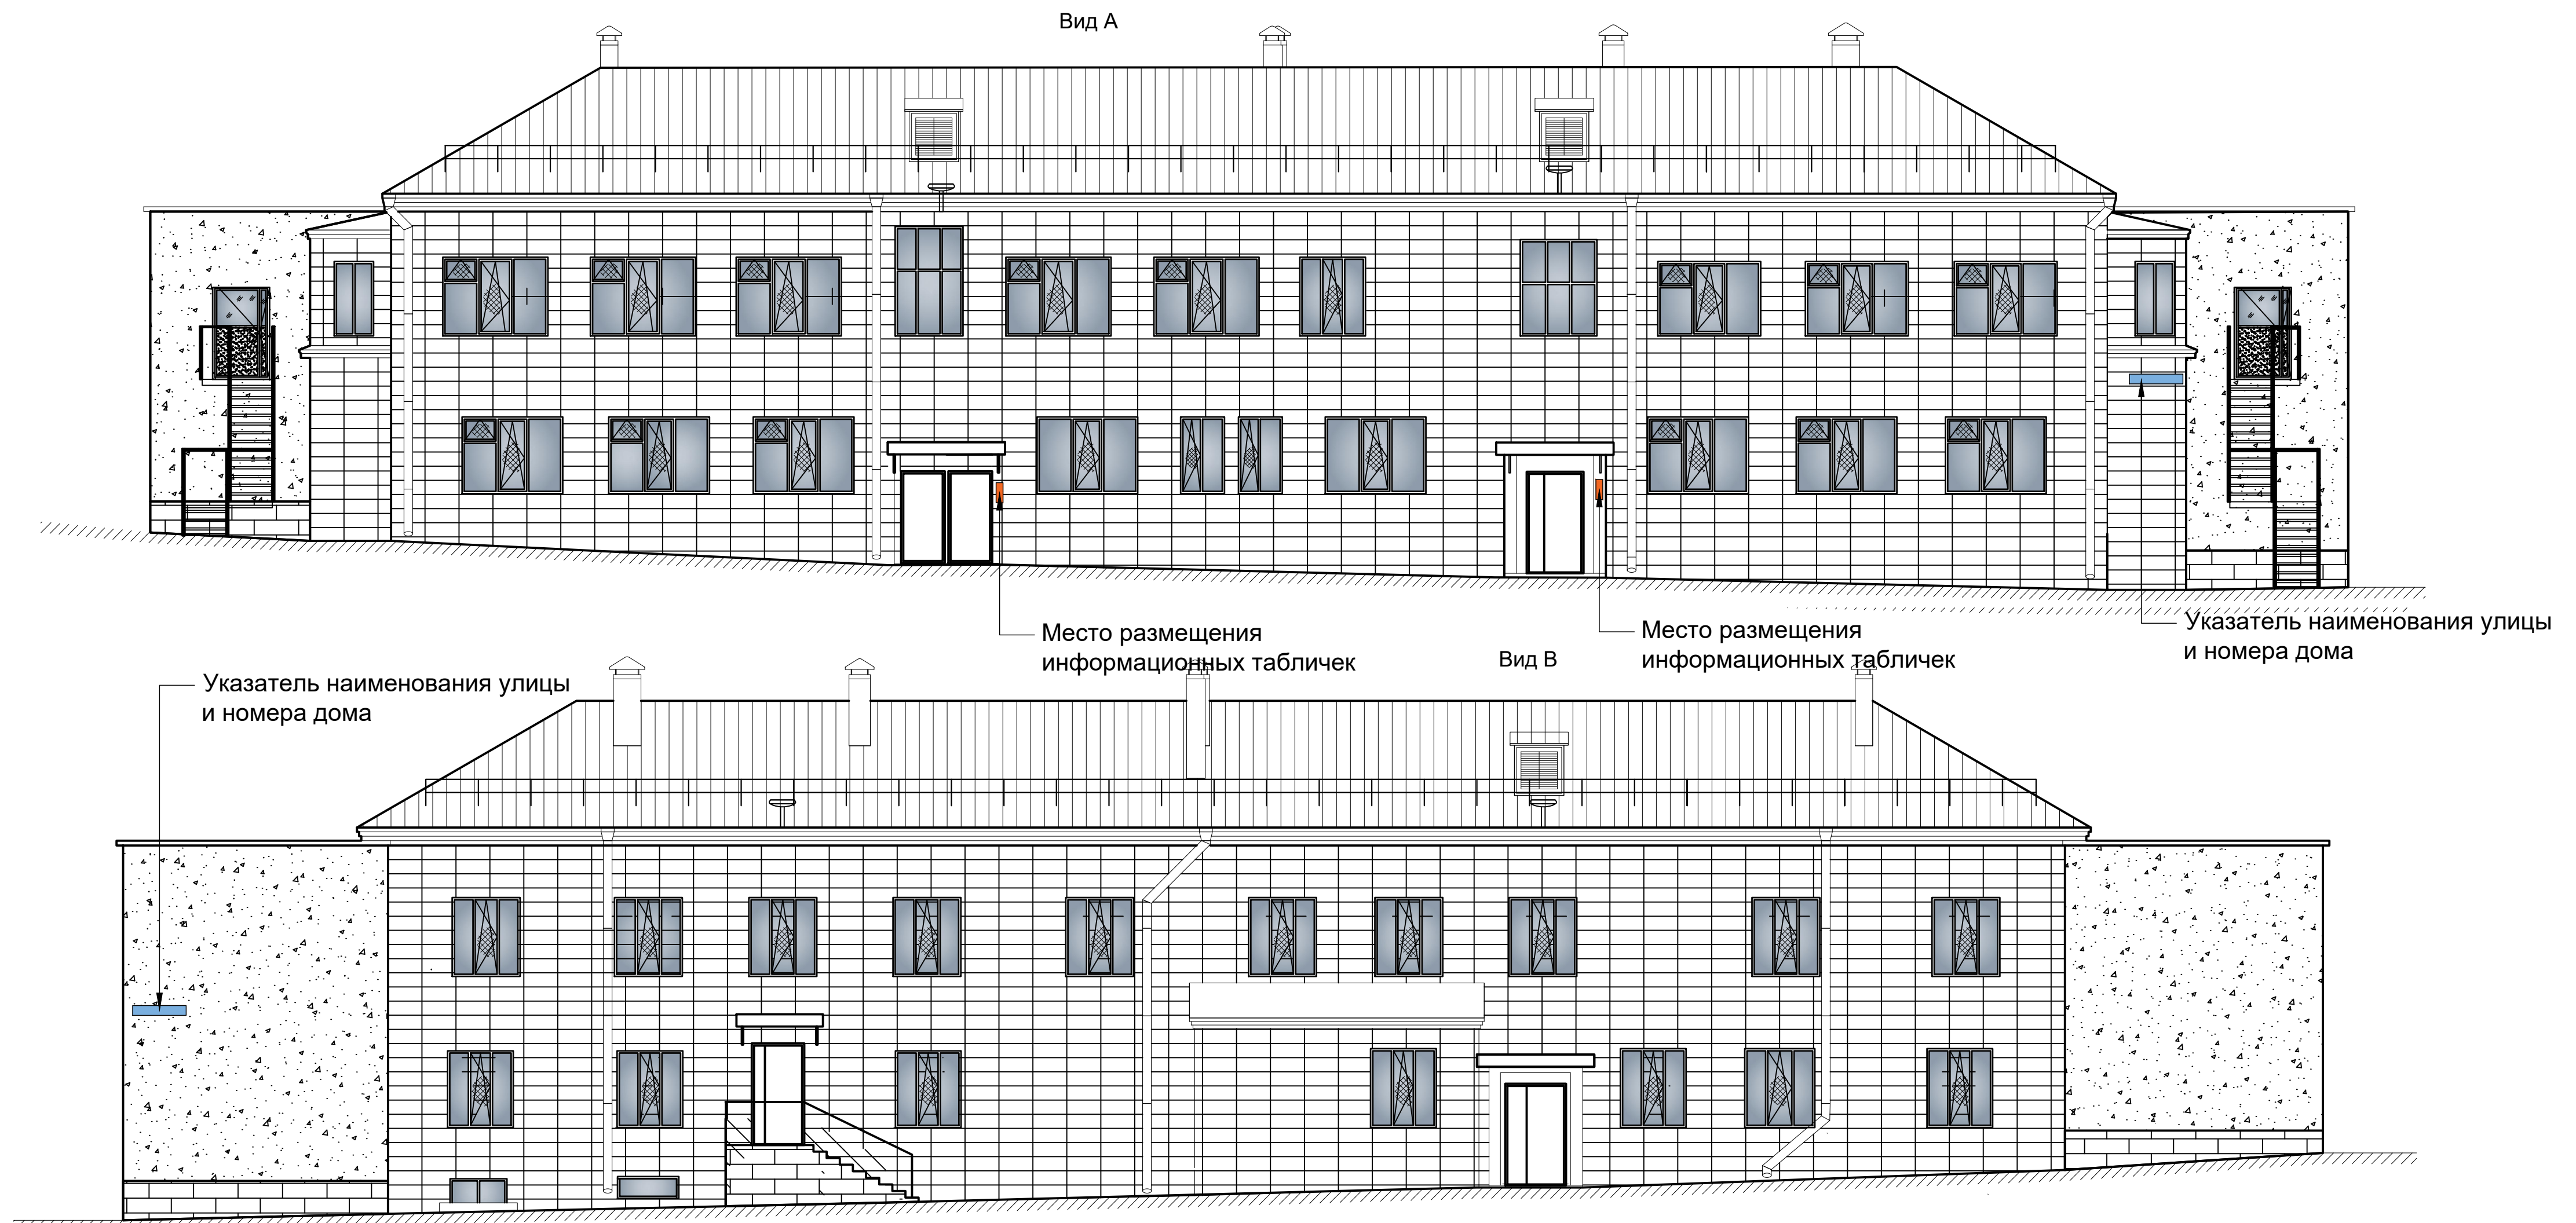 Вид А
Место размещения
информационных табличек
Место размещения
информационных табличек
Указатель наименования улицы
и номера дома
Вид В
Указатель наименования улицы
и номера дома